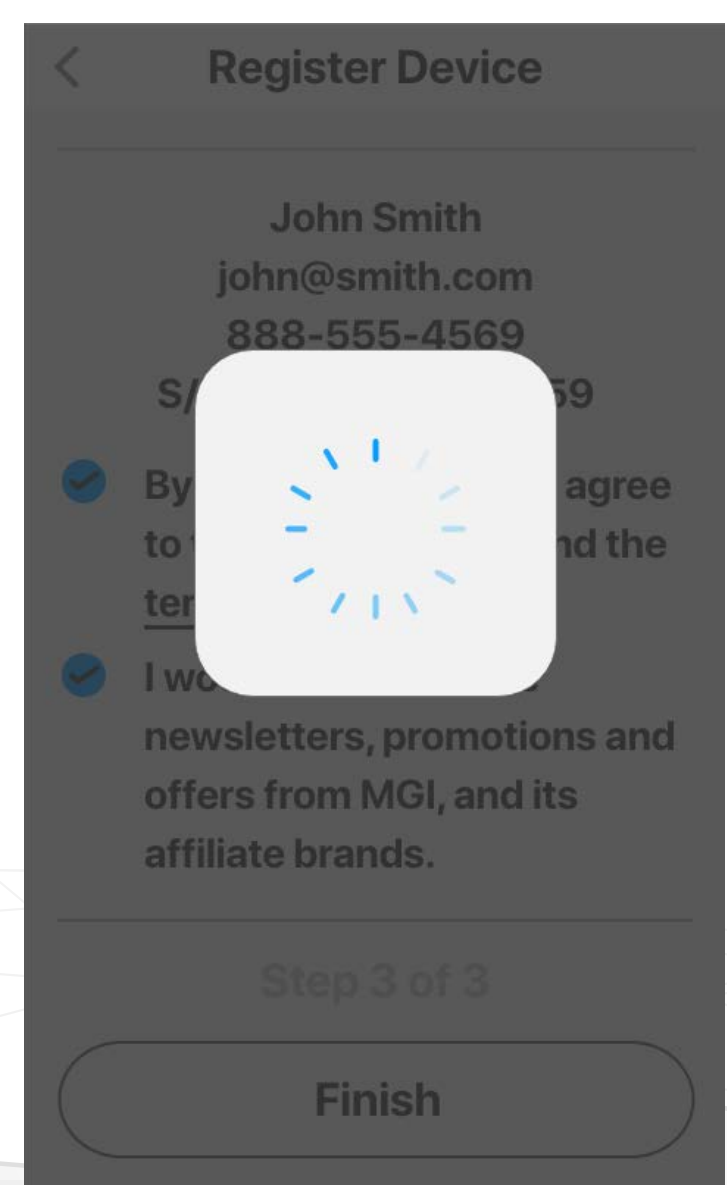 Register Device
John Smith
john@smith.com
888-555-4569
S/ 59
By agree
to nd the
ter
I wo
newsletters, promotions and
offers from MGI, and its
affiliate brands.
Step 3 of 3
Finish